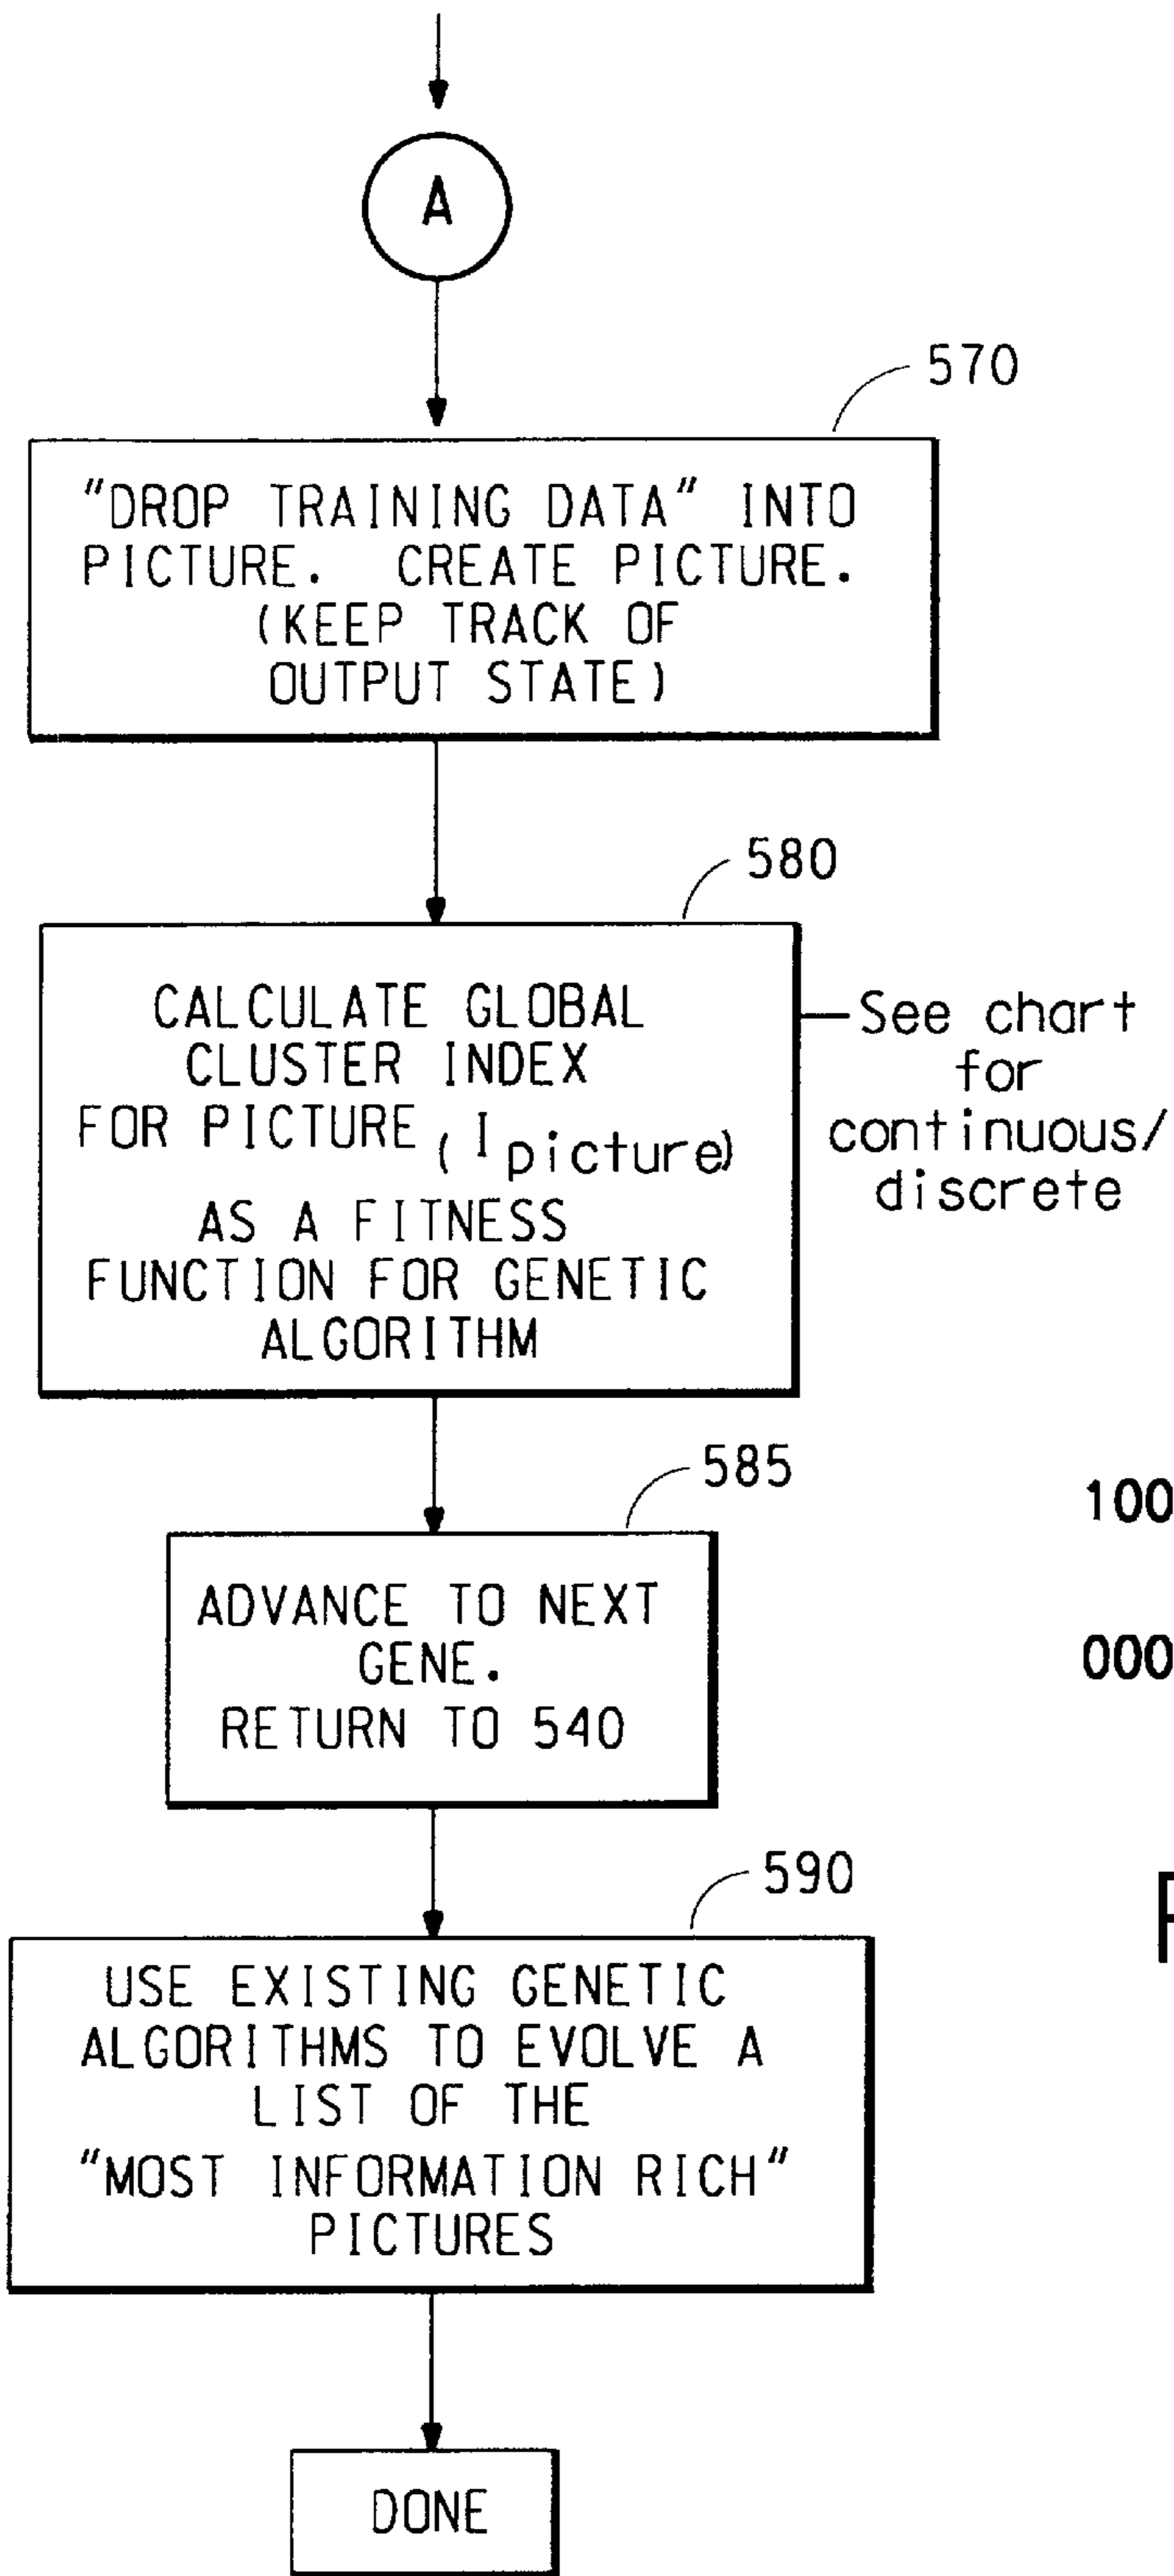 A
570
"DROP TRAINING DATA" INTO
PICTURE. CREATE PICTURE.
(KEEP TRACK OF
OUTPUT STATE)
580
CALCULATE GLOBAL
CLUSTER INDEX
FOR PICTURE (I picture)
AS A FITNESS
FUNCTION FOR GENETIC
ALGORITHM
See chart
for
continuous/
discrete
585
ADVANCE TO NEXT
GENE.
RETURN TO 540
100
000
590
USE EXISTING GENETIC
ALGORITHMS TO EVOLVE A
LIST OF THE
"MOST INFORMATION RICH"
PICTURES
DONE